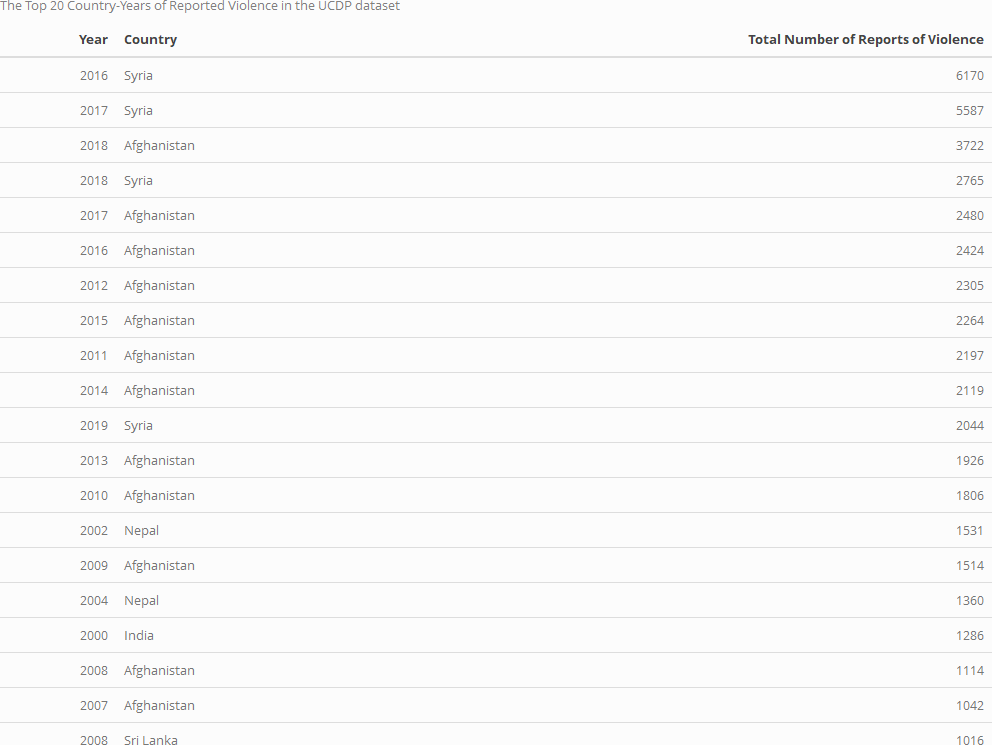 The Top 20 Country-Years of Reported Violence in the UCDP dataset
Year Country Total Number of Reports of Violence
2016 Syria 6170
2017 Syria 5587
2018 Afghanistan 3722
2018 Syria 2765
2017 Afghanistan 2480
2016 Afghanistan 2424
2012 Afghanistan 2305
2015 Afghanistan 2264
2011 Afghanistan 2197
2014 Afghanistan 2119
2019 Syria 2044
2013 Afghanistan 1926
2010 Afghanistan 1806
2002 Nepal 1531
2009 Afghanistan 1514
2004 Nepal 1360
2000 India 1286
2008 Afghanistan 1114
2007 Afghanistan 1042
2008 Sri Lanka 1016